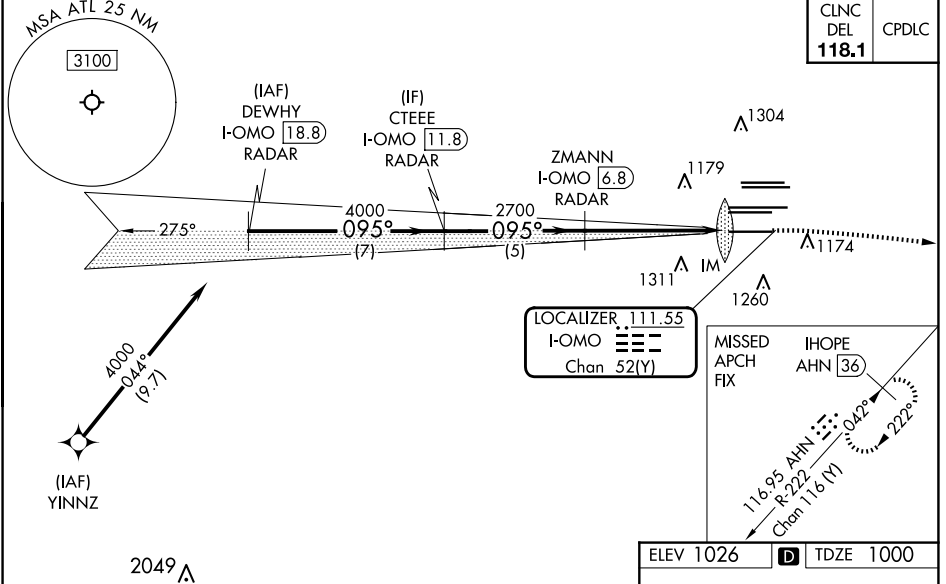 MSA ATL 25 NM
3100
CLNC
DEL
118.1
CPDLC
(IAF)
DEWHY
I-OMO 18.8
RADAR
(IF)
CTEEE
I-OMO 11.8
RADAR
ZMANN
I-OMO 6.8
RADAR
1304
1179
275°
4000
095°
(7)
2700
095°
(5)
1174
1311
IM
1260
4000
044°
(9.7)
(IAF)
YINNZ
LOCALIZER 111.55
I-OMO
Chan 52(Y)
MISSED
APCH
FIX
IHOPE
AHN 36
042°
222°
116.95 AHN
R-222
Chan 116 (Y)
2049
ELEV 1026
D
TDZE 1000